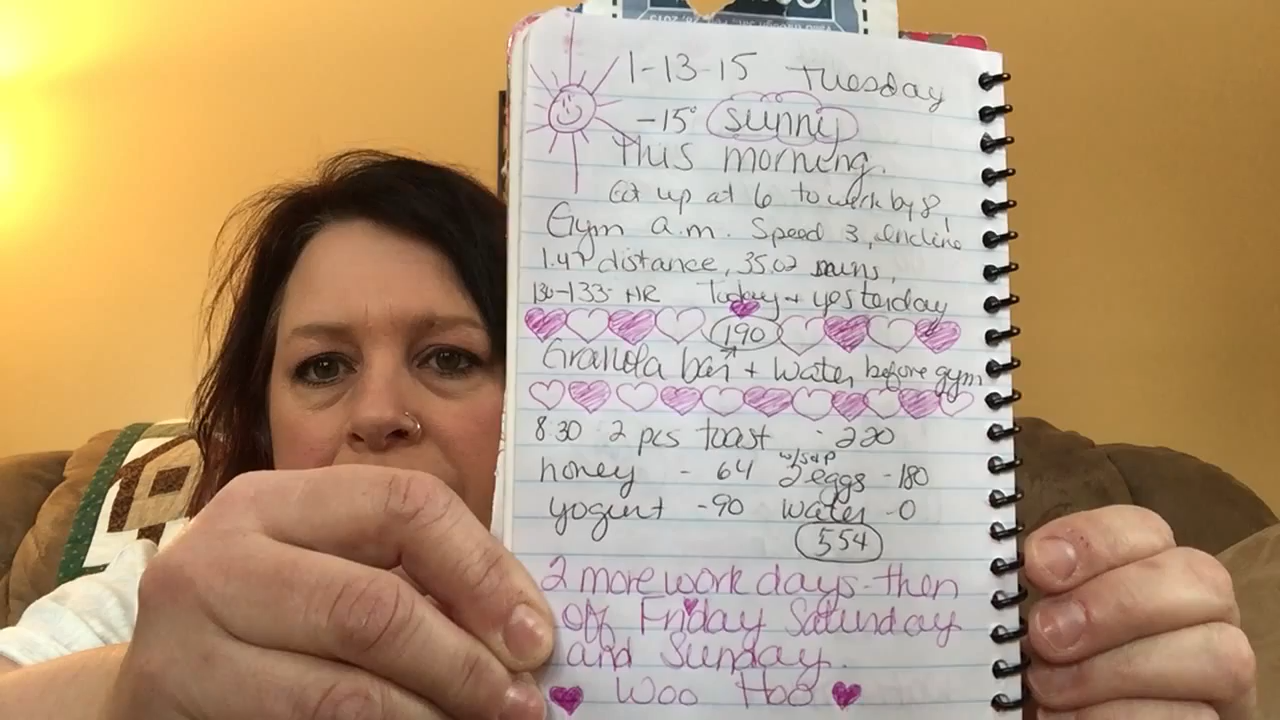 1-13-15 Tuesday
-15° sunny
this morning.
Got up at 6 to work by 8,
Gym a.m. Speed 3, incline
distance, 35.02 mins,
130-133 HR Today + yesterday
190
Granola bar + water before gym
8:30 2 pcs toast - 220
honey - 64 2 eggs w/s&p - 180
yogurt - 90 water - 0
554
2 more work days - then
off Friday Saturday
and Sunday.
Woo Hoo